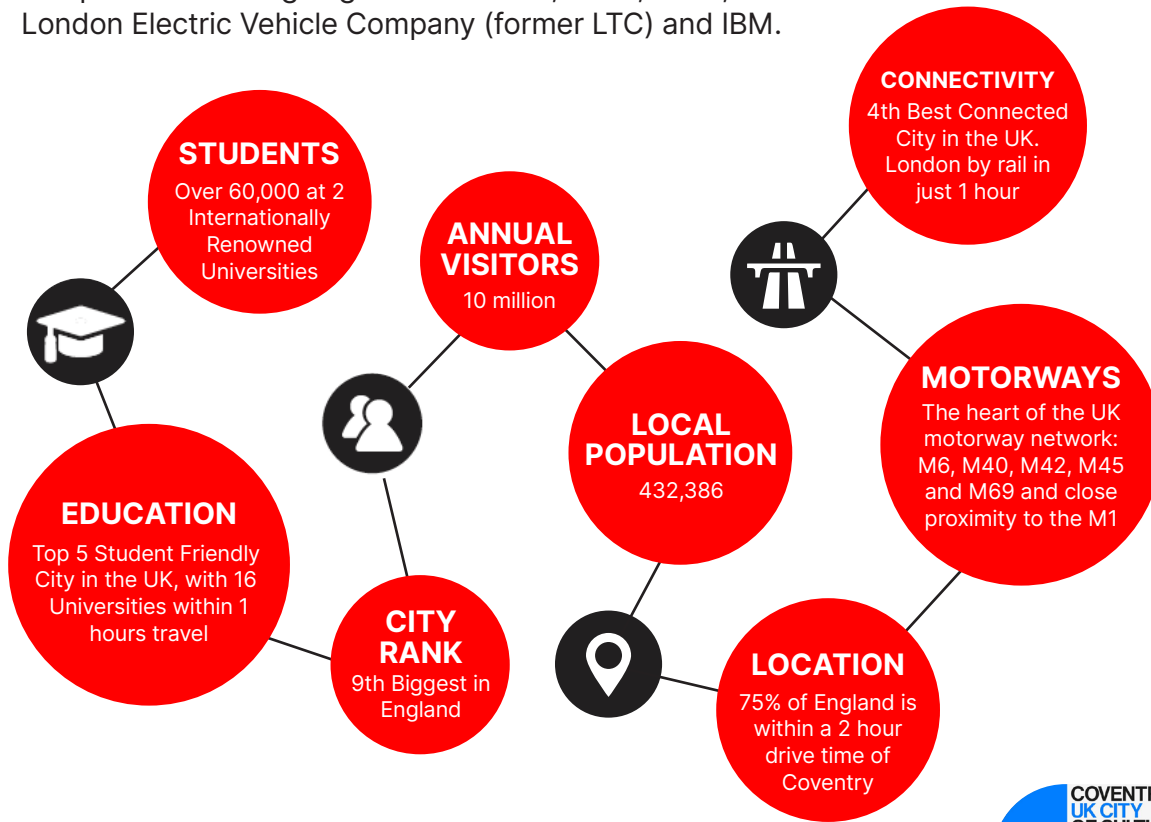 London Electric Vehicle Company (former LTC) and IBM.
CONNECTIVITY
4th Best Connected
City in the UK.
London by rail in
just 1 hour
STUDENTS
Over 60,000 at 2
Internationally
Renowned
Universities
ANNUAL
VISITORS
10 million
MOTORWAYS
The heart of the UK
motorway network:
M6, M40, M42, M45
and M69 and close
proximity to the M1
LOCAL
POPULATION
432,386
EDUCATION
Top 5 Student Friendly
City in the UK, with 16
Universities within 1
hours travel
CITY
RANK
9th Biggest in
England
LOCATION
75% of England is
within a 2 hour
drive time of
Coventry
UK CITY